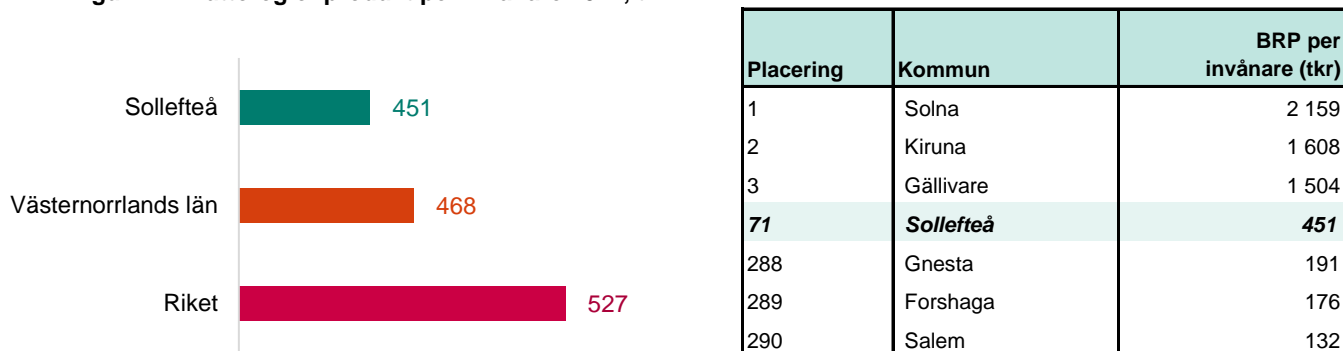 Sollefteå 451
Västernorrlands län 468
Riket 527
Placering Kommun BRP per invånare (tkr)
1 Solna 2 159
2 Kiruna 1 608
3 Gällivare 1 504
71 Sollefteå 451
288 Gnesta 191
289 Forshaga 176
290 Salem 132